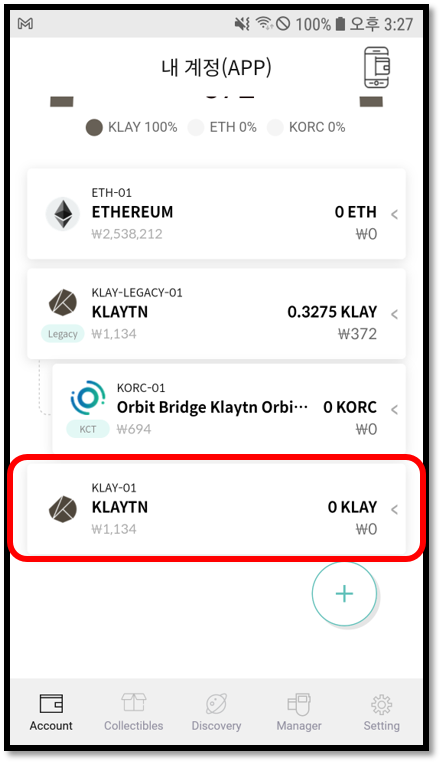 100% 오후 3:27
내 계정(APP)
KLAY 100% ETH 0% KORC 0%
ETH-01
ETHEREUM 0 ETH
₩2,538,212 ₩0
KLAY-LEGACY-01
KLAYTN 0.3275 KLAY
Legacy ₩1,134 ₩372
KORC-01
Orbit Bridge Klaytn Orbi··· 0 KORC
KCT ₩694 ₩0
KLAY-01
KLAYTN 0 KLAY
₩1,134 ₩0
Account Collectibles Discovery Manager Setting